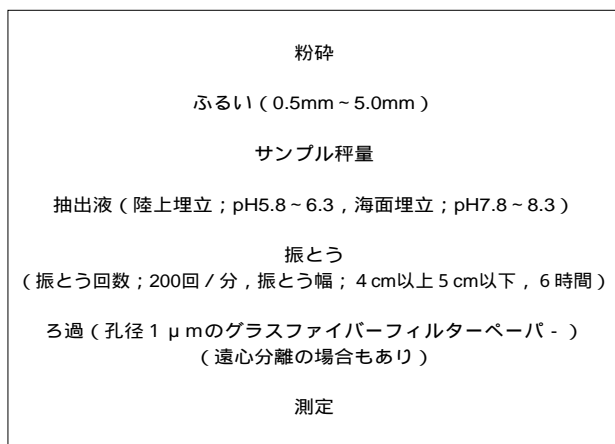 粉砕
ふるい（0.5mm～5.0mm）
サンプル秤量
抽出液（陸上埋立；pH5.8～6.3，海面埋立；pH7.8～8.3）
振とう
（振とう回数；200回／分，振とう幅；４cm以上５cm以下，６時間）
ろ過（孔径１μｍのグラスファイバーフィルターペーパ‐）
（遠心分離の場合もあり）
測定